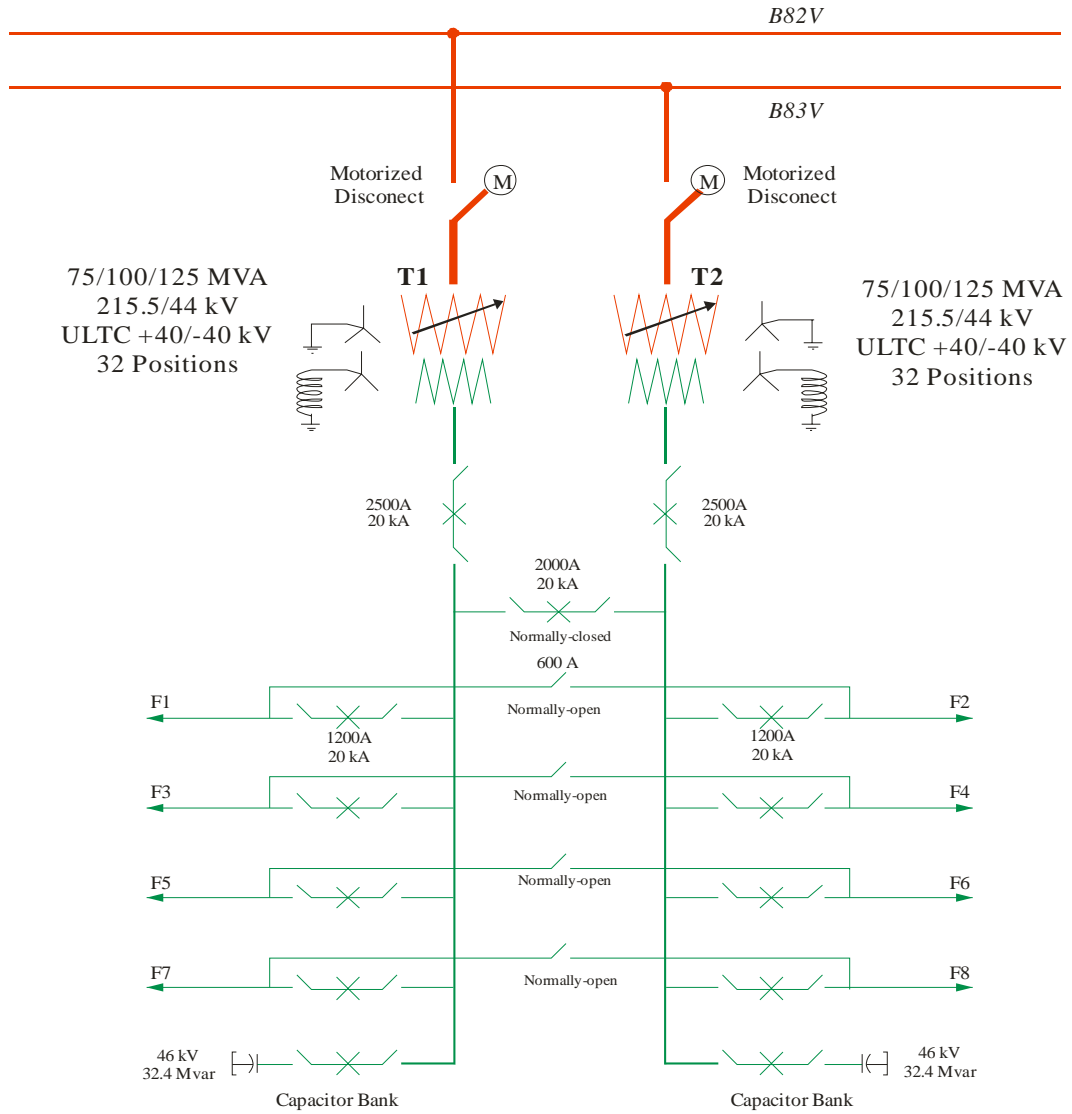 B82V
B83V
Motorized
Disconect
M
M
Motorized
Disconect
T1
T2
75/100/125 MVA
215.5/44 kV
ULTC +40/-40 kV
32 Positions
75/100/125 MVA
215.5/44 kV
ULTC +40/-40 kV
32 Positions
2500A
20 kA
2500A
20 kA
2000A
20 kA
Normally-closed
600 A
F1
Normally-open
F2
1200A
20 kA
1200A
20 kA
F3
Normally-open
F4
F5
Normally-open
F6
F7
Normally-open
F8
46 kV
32.4 Mvar
46 kV
32.4 Mvar
Capacitor Bank
Capacitor Bank